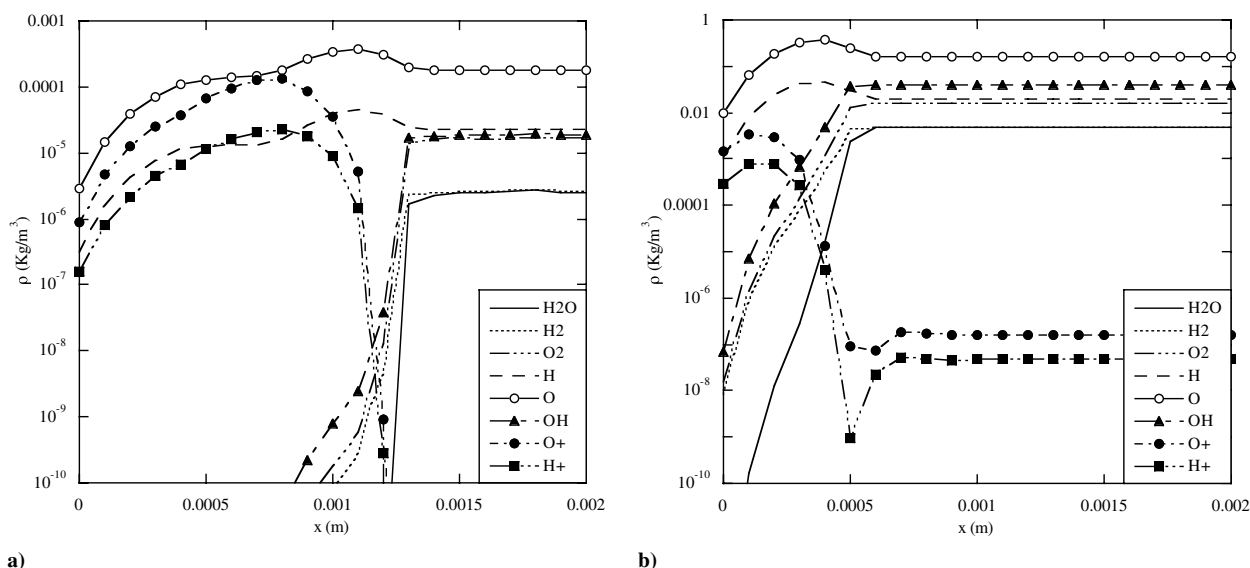 0.001
0.0001
10⁻⁵
10⁻⁶
10⁻⁷
10⁻⁸
10⁻⁹
10⁻¹⁰
ρ (Kg/m³)
0
0.0005
0.001
0.0015
0.002
x (m)
H2O
H2
O2
H
O
OH
O+
H+
a)
1
0.01
0.0001
10⁻⁶
10⁻⁸
10⁻¹⁰
ρ (Kg/m³)
0
0.0005
0.001
0.0015
0.002
x (m)
H2O
H2
O2
H
O
OH
O+
H+
b)